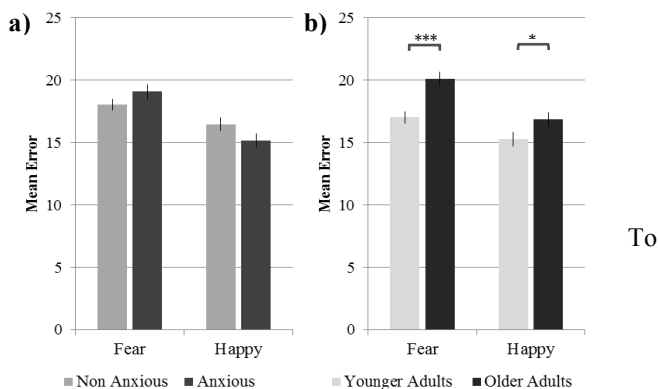 a)
25
20
15
10
5
0
Mean Error
Fear
Happy
Non Anxious
Anxious
b)
25
20
15
10
5
0
Mean Error
***
*
Fear
Happy
Younger Adults
Older Adults
To